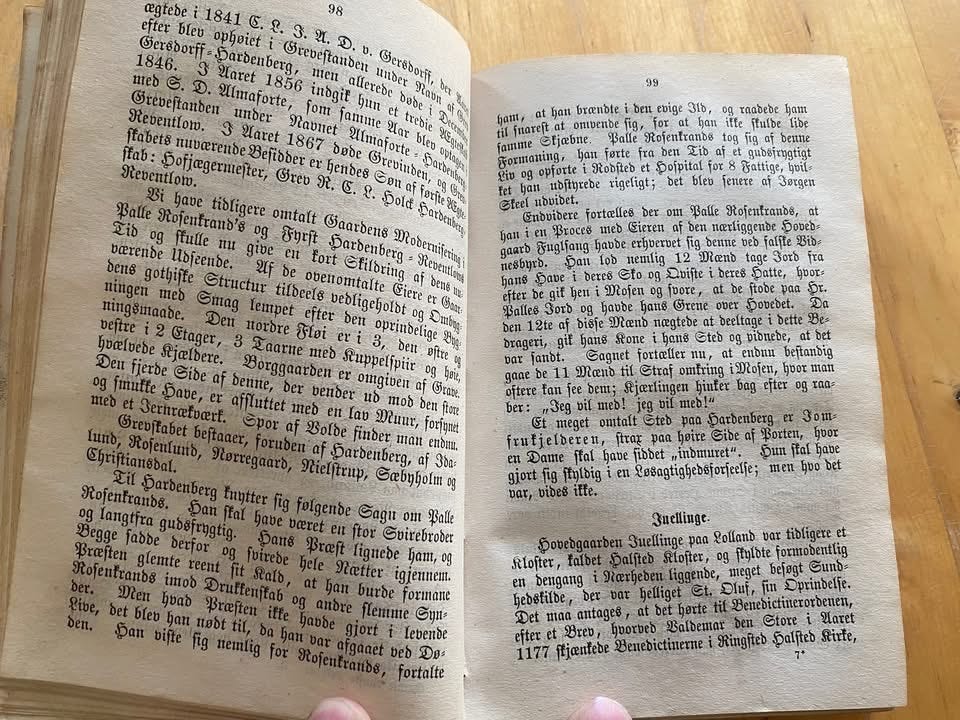 98
ægtede i 1841 C. L. J. A. D. v. Gersdorff, der
efter blev ophøiet i Grevestanden under Navn af
Gersdorff-Hardenberg, men allerede døde i December
1846. I Aaret 1856 indgik hun et tredie Ægteskab
med S. D. Almaforte, som samme Aar blev optagen i
Grevestanden under Navnet Almaforte-Hardenberg-
Reventlow. I Aaret 1867 døde Grevinden, og Grev-
skabets nuværende Besidder er hendes Søn af første Ægte-
skab: Hofjægermester, Grev R. C. L. Holck Hardenberg-
Reventlow.
Vi have tidligere omtalt Gaardens Modernisering i
Palle Rosenkrand's og Fyrst Hardenberg-Reventlows
Tid og skulle nu give en kort Skildring af dens nu-
værende Udseende. Af de ovenomtalte Eiere er Gaar-
dens gothiske Structur tildeels vedligeholdt og Ombyg-
ningen med Smag lempet efter den oprindelige Byg-
ningsmaade. Den nordre Fløi er i 3, den østre og
vestre i 2 Etager, 3 Taarne med Kuppelspiir og høie,
hvælvede Kjældere. Borggaarden er omgiven af Grave.
Den fjerde Side af denne, der vender ud mod den store
og smukke Have, er affluttet med en lav Muur, forsynet
med et Jernrækværk. Spor af Volde finder man endnu.
Grevskabet bestaaer, foruden af Hardenberg, af Ida-
lund, Rosenlund, Nørregaard, Nielstrup, Sæbyholm og
Christiansdal.
Til Hardenberg knytter sig følgende Sagn om Palle
Rosenkrands. Han skal have været en stor Svirebroder
og langtfra gudsfrygtig. Hans Præst lignede ham, og
Begge sadde derfor og svirede hele Nætter igjennem.
Præsten glemte reent sit Kald, at han burde formane
Rosenkrands imod Drukkenskab og andre slemme Syn-
der. Men hvad Præsten ikke havde gjort i levende
Live, det blev han nødt til, da han var afgaaet ved Dø-
den. Han viste sig nemlig for Rosenkrands, fortalte
99
ham, at han brændte i den evige Ild, og raadede ham
til snarest at omvende sig, for at han ikke skulde lide
samme Skjæbne. Palle Rosenkrands tog sig af denne
Formaning, han førte fra den Tid af et gudsfrygtigt
Liv og opforte i Rodsted et Hospital for 8 Fattige, hvil-
ket han udstyrede rigeligt; det blev senere af Jørgen
Skeel udvidet.
Endvidere fortælles der om Palle Rosenkrands, at
han i en Proces med Eieren af den nærliggende Hoved-
gaard Fuglsang havde erhvervet sig denne ved falske Bid-
nesbyrd. Han lod nemlig 12 Mænd tage Jord fra
hans Have i deres Sko og Qviste i deres Hatte, hvor-
efter de gik hen i Mosen og svore, at de stode paa Hr.
Palles Jord og havde hans Grene over Hovedet. Da
den 12te af disse Mænd nægtede at deeltage i dette Be-
drageri, gik hans Kone i hans Sted og vidnede, at det
var sandt. Sagnet fortæller nu, at endnu bestandig
gaae de 11 Mænd til Straf omkring i Mosen, hvor man
oftere kan see dem; Kjærlingen hinker bag efter og raa-
ber: „Jeg vil med! jeg vil med!“
Et meget omtalt Sted paa Hardenberg er Jom-
frukjelderen, strax paa høire Side af Porten, hvor
en Dame skal have siddet „indmuret“. Hun skal have
gjort sig skyldig i en Løsagtighedsforseelse; men hvo det
var, vides ikke.
Juellinge.
Hovedgaarden Juellinge paa Lolland var tidligere et
Kloster, kaldet Halsted Kloster, og skyldte formodentlig
en dengang i Nærheden liggende, meget besøgt Sund-
hedskilde, der var helliget St. Oluf, sin Oprindelse.
Det maa antages, at det hørte til Benedictinerordenen,
efter et Brev, hvorved Valdemar den Store i Aaret
1177 skjænkede Benedictinerne i Ringsted Halsted Kirke,
7*